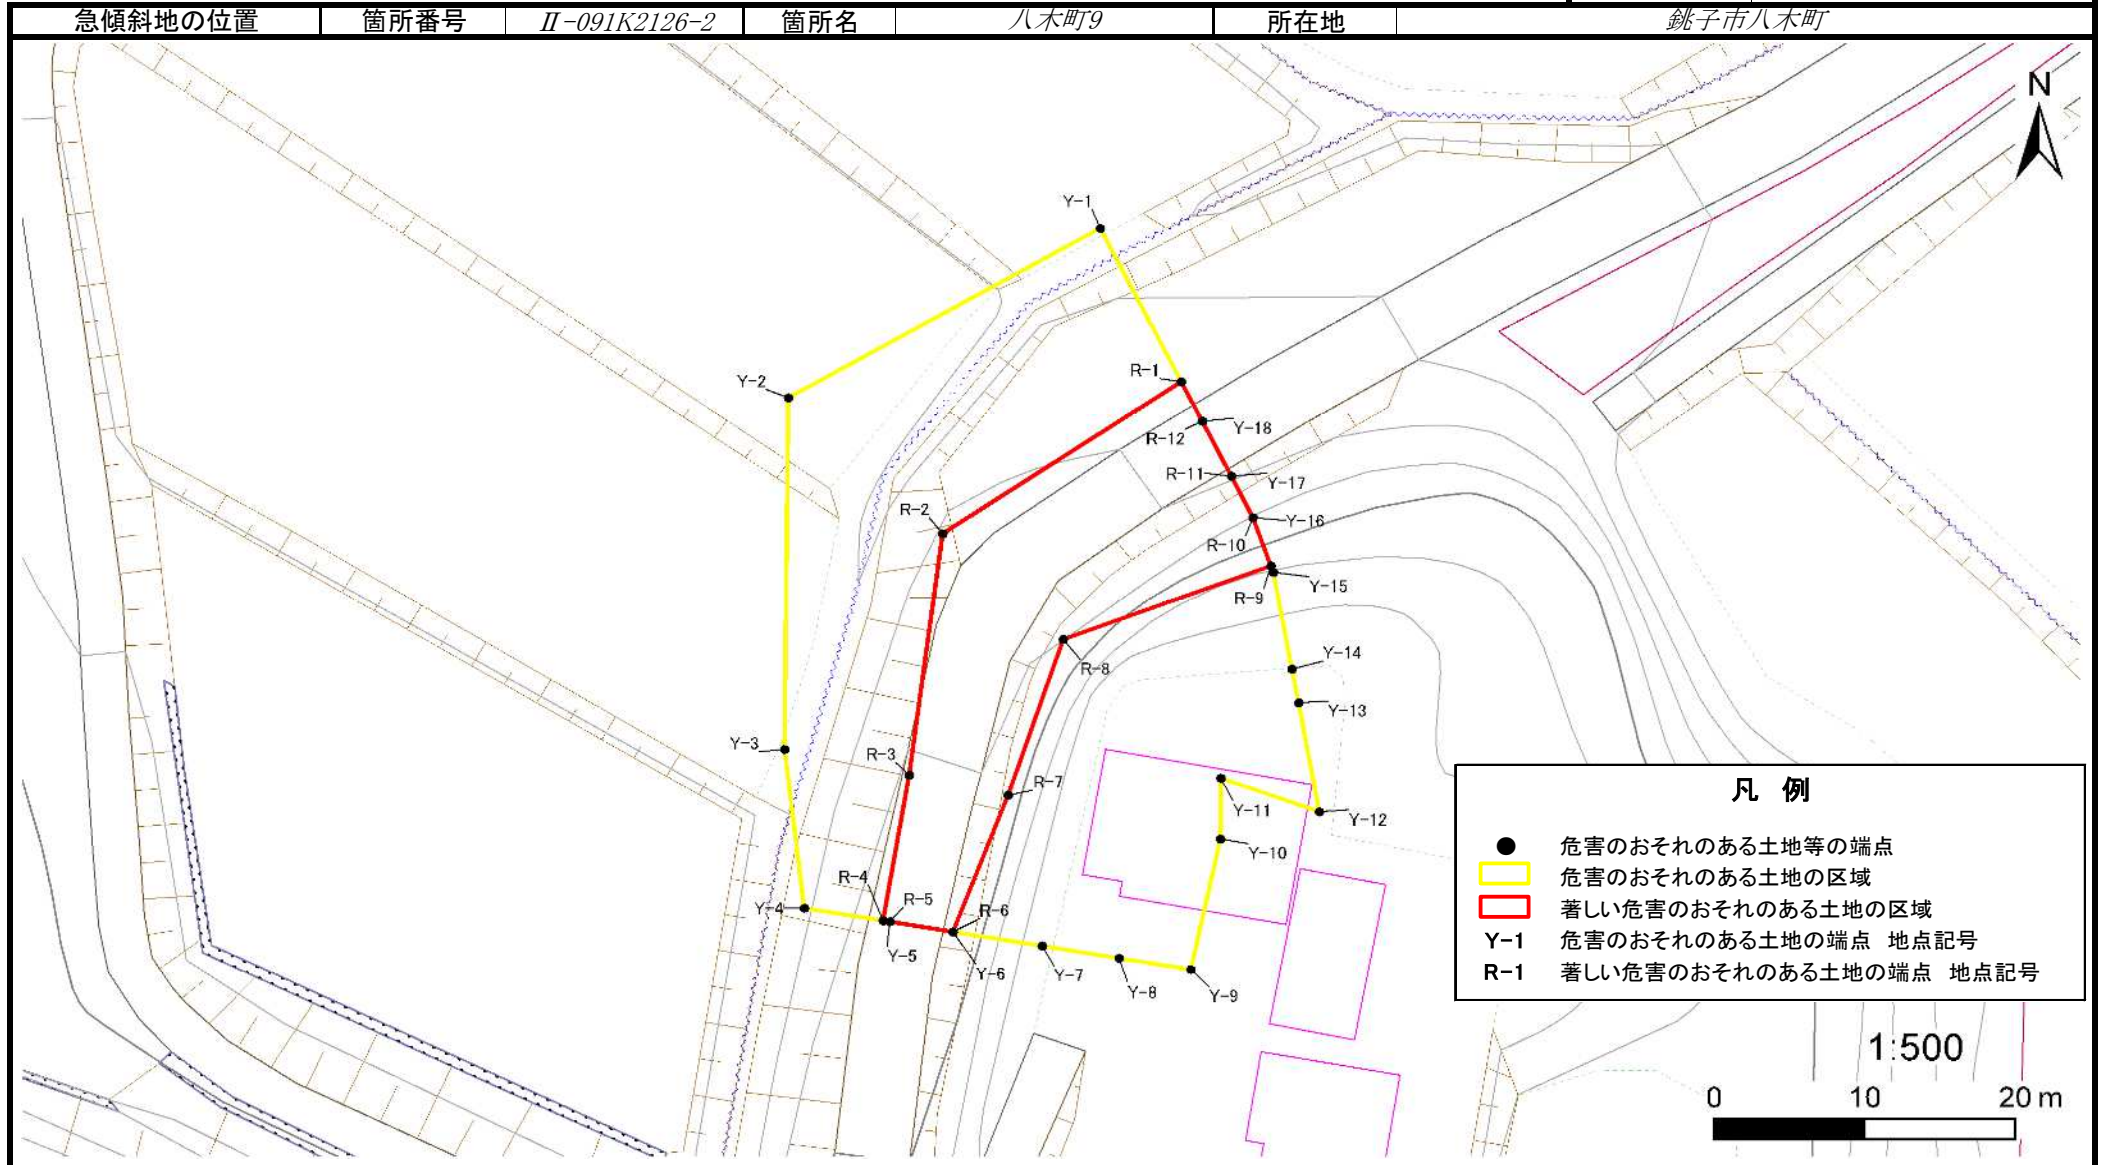 急傾斜地の位置 箇所番号 Ⅱ-091K2126-2 箇所名 八木町9 所在地 銚子市八木町
N
Y-1
R-1
Y-2
R-12 Y-18
R-11 Y-17
R-2
Y-16
R-10
Y-15
R-9
Y-14
R-8
Y-13
Y-3
R-3
R-7
Y-11 Y-12
Y-10
R-4
R-5
R-6
Y-4
Y-5
Y-6
Y-7
Y-8
Y-9
凡 例
危害のおそれのある土地等の端点
危害のおそれのある土地の区域
著しい危害のおそれのある土地の区域
Y-1 危害のおそれのある土地の端点 地点記号
R-1 著しい危害のおそれのある土地の端点 地点記号
1:500
0 10 20 m